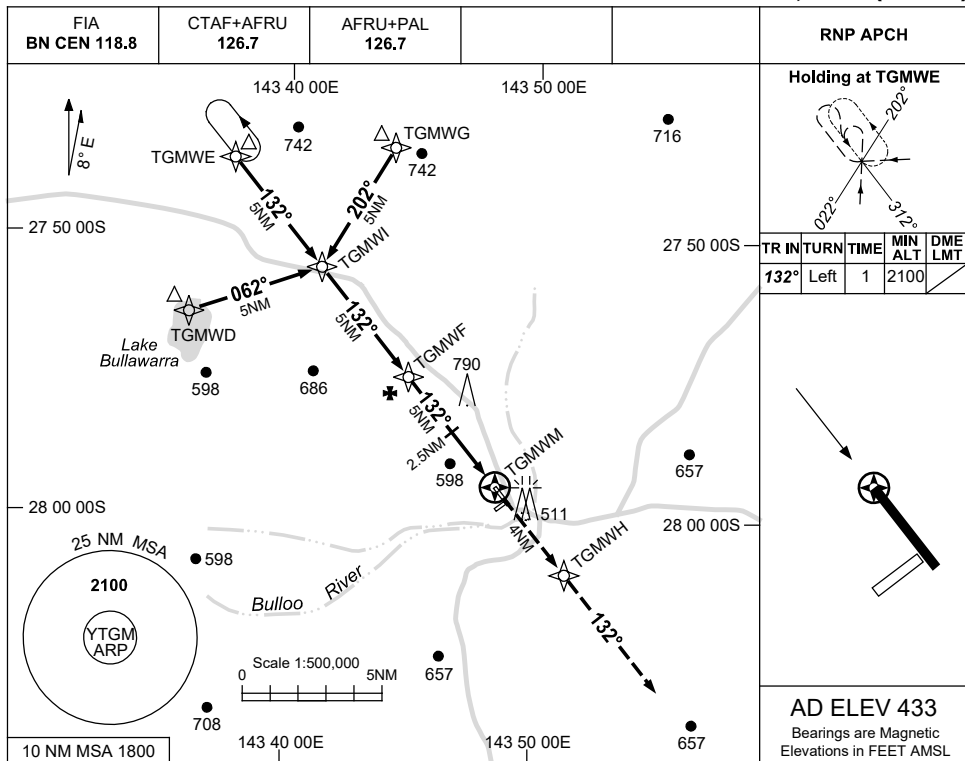 FIA
BN CEN 118.8
CTAF+AFRU
126.7
AFRU+PAL
126.7
RNP APCH
143 40 00E
143 50 00E
8° E
TGMWE
742
TGMWG
742
716
132°
5NM
202°
5NM
27 50 00S
27 50 00S
TGMWI
062°
5NM
TGMWD
Lake
Bullawarra
598
686
132°
5NM
TGMWF
790
132°
5NM
2.5NM
598
TGMWM
657
511
4NM
28 00 00S
28 00 00S
TGMWH
132°
598
25 NM MSA
2100
YTGM
ARP
Bulloo River
Scale 1:500,000
0
5NM
657
708
657
10 NM MSA 1800
143 40 00E
143 50 00E
Holding at TGMWE
202°
022°
312°
TR IN TURN TIME MIN ALT DME LMT
132° Left 1 2100
AD ELEV 433
Bearings are Magnetic
Elevations in FEET AMSL